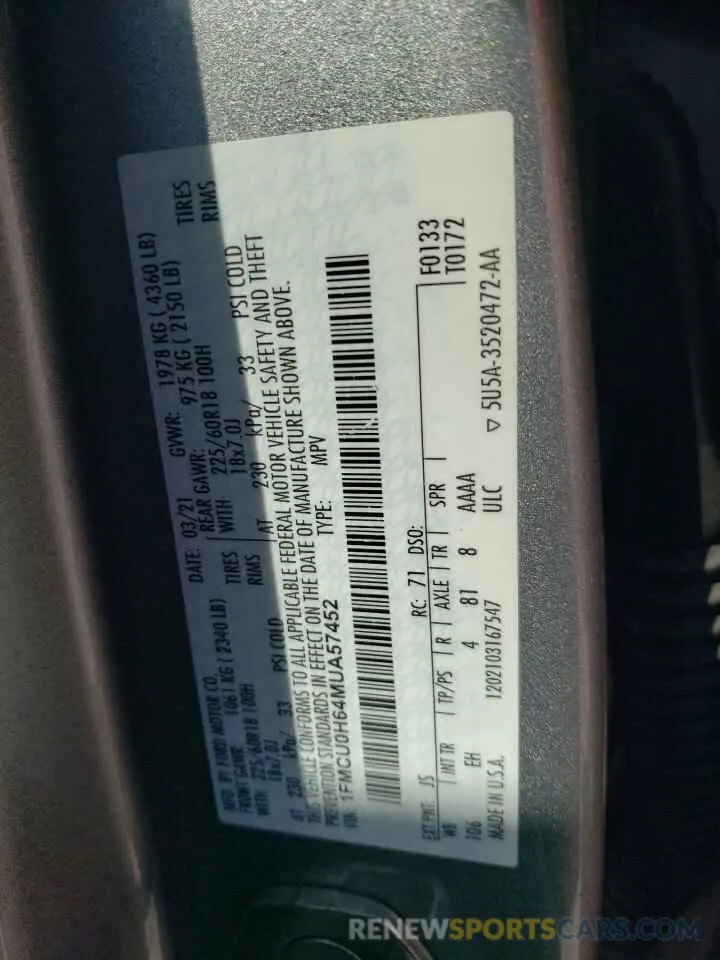 MFD. BY FORD MOTOR CO. DATE: 03/21 GVWR: 1978 KG ( 4360 LB)
FRONT GAWR: 1061 KG ( 2340 LB) REAR GAWR: 975 KG ( 2150 LB)
WITH 225/60R18 100H TIRES WITH 225/60R18 100H TIRES
18x7.0J RIMS 18x7.0J RIMS
AT 230 kPa/ 33 PSI COLD AT 230 kPa/ 33 PSI COLD
THIS VEHICLE CONFORMS TO ALL APPLICABLE FEDERAL MOTOR VEHICLE SAFETY AND THEFT
PREVENTION STANDARDS IN EFFECT ON THE DATE OF MANUFACTURE SHOWN ABOVE.
VIN: 1FMCU0H64MUA57452 TYPE: MPV
EXT PNT: JS RC: 71 DSO: F0133
WB INT TR TP/PS R AXLE TR SPR T0172
106 EH 4 81 8 AAAA
MADE IN U.S.A. 1202103167547 ULC ▽ 5U5A-3520472-AA
RENEWSPORTSCARS.COM